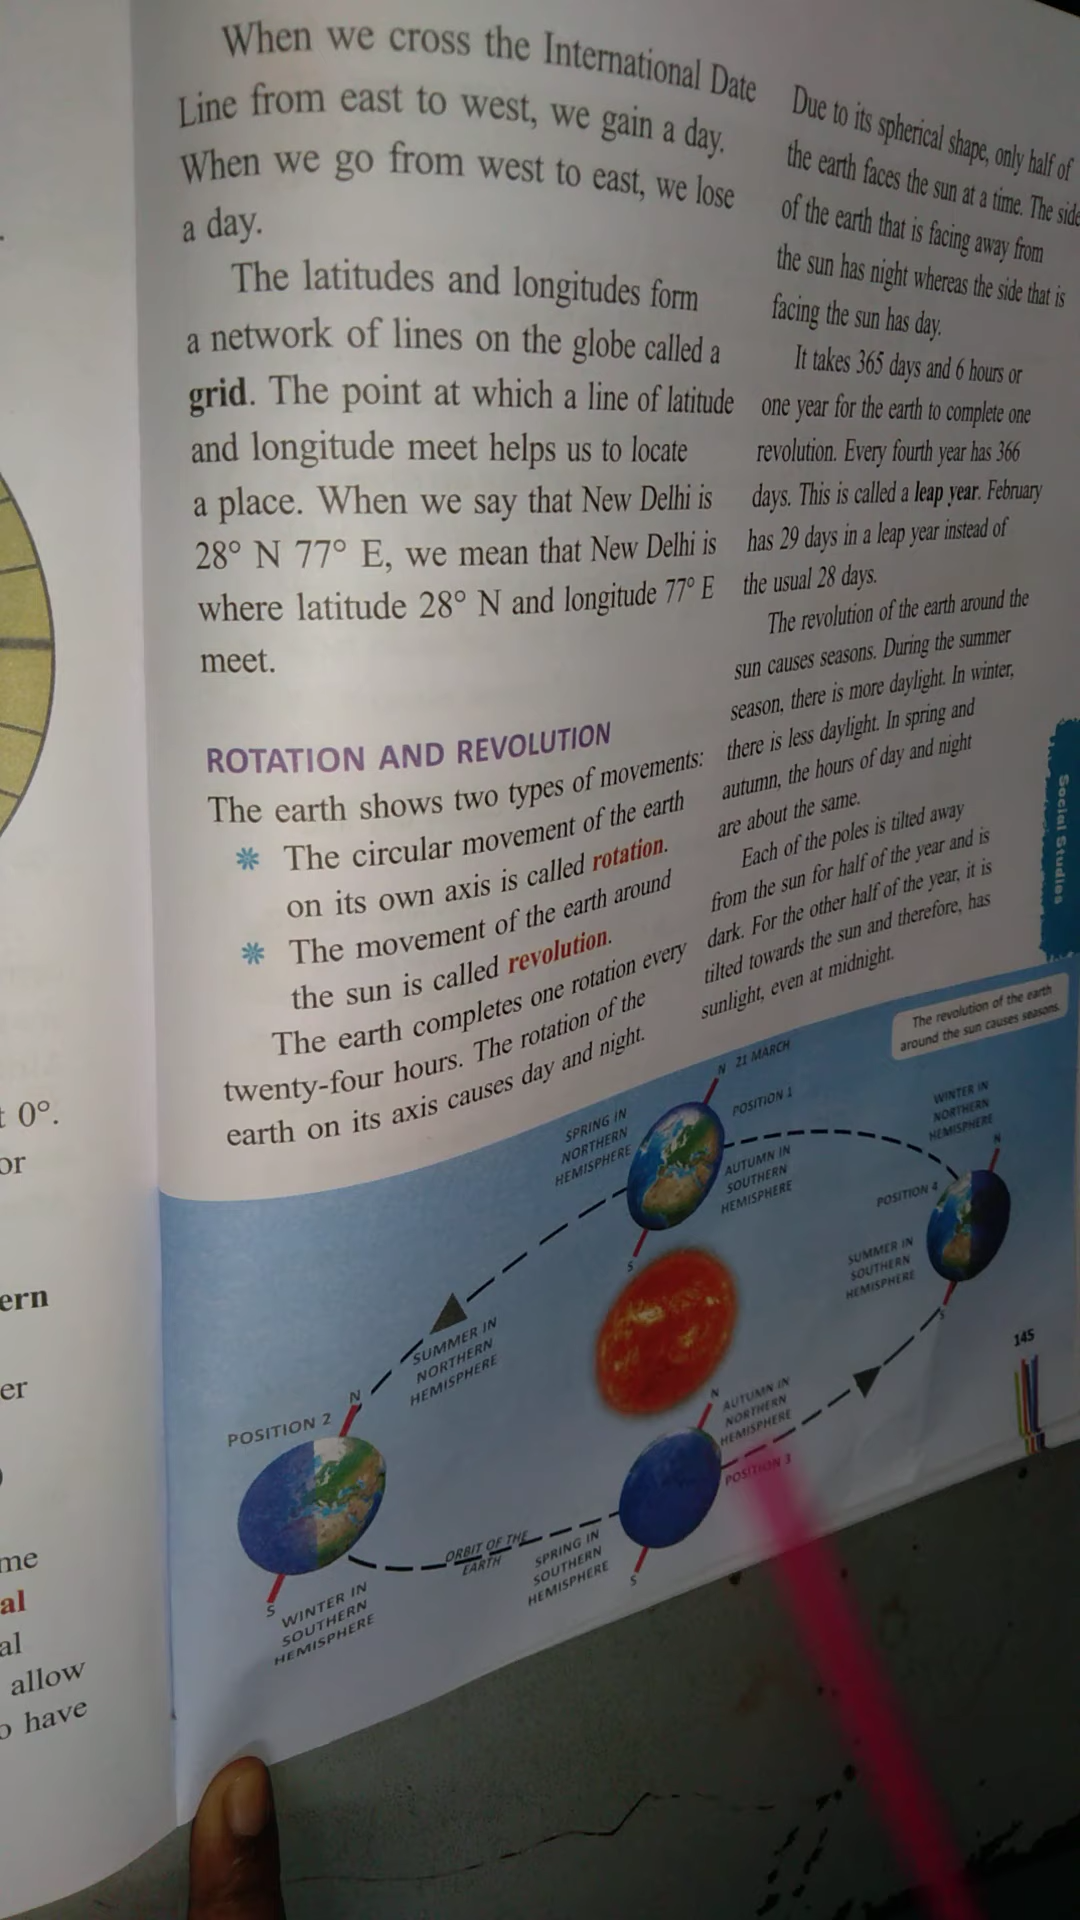 When we cross the International Date
Line from east to west, we gain a day.
When we go from west to east, we lose
a day.
The latitudes and longitudes form
a network of lines on the globe called a
grid. The point at which a line of latitude
and longitude meet helps us to locate
a place. When we say that New Delhi is
28° N 77° E, we mean that New Delhi is
where latitude 28° N and longitude 77° E
meet.
ROTATION AND REVOLUTION
The earth shows two types of movements:
The circular movement of the earth
on its own axis is called rotation.
The movement of the earth around
the sun is called revolution.
The earth completes one rotation every
twenty-four hours. The rotation of the
earth on its axis causes day and night.
Due to its spherical shape, only half of
the earth faces the sun at a time. The side
of the earth that is facing away from
the sun has night whereas the side that is
facing the sun has day.
It takes 365 days and 6 hours or
one year for the earth to complete one
revolution. Every fourth year has 366
days. This is called a leap year. February
has 29 days in a leap year instead of
the usual 28 days.
The revolution of the earth around the
sun causes seasons. During the summer
season, there is more daylight. In winter,
there is less daylight. In spring and
autumn, the hours of day and night
are about the same.
Each of the poles is tilted away
from the sun for half of the year and is
dark. For the other half of the year, it is
tilted towards the sun and therefore, has
sunlight, even at midnight.
Social Studies
The revolution of the earth
around the sun causes seasons.
N 21 MARCH
POSITION 1
SPRING IN
NORTHERN
HEMISPHERE
AUTUMN IN
SOUTHERN
HEMISPHERE
S
WINTER IN
NORTHERN
HEMISPHERE
N
POSITION 4
SUMMER IN
SOUTHERN
HEMISPHERE
S
SUMMER IN
NORTHERN
HEMISPHERE
N
POSITION 2
S
WINTER IN
SOUTHERN
HEMISPHERE
ORBIT OF THE
EARTH
N
AUTUMN IN
NORTHERN
HEMISPHERE
POSITION 3
SPRING IN
SOUTHERN
HEMISPHERE
S
145
0°.
or
ern
er
me
al
al
allow
have